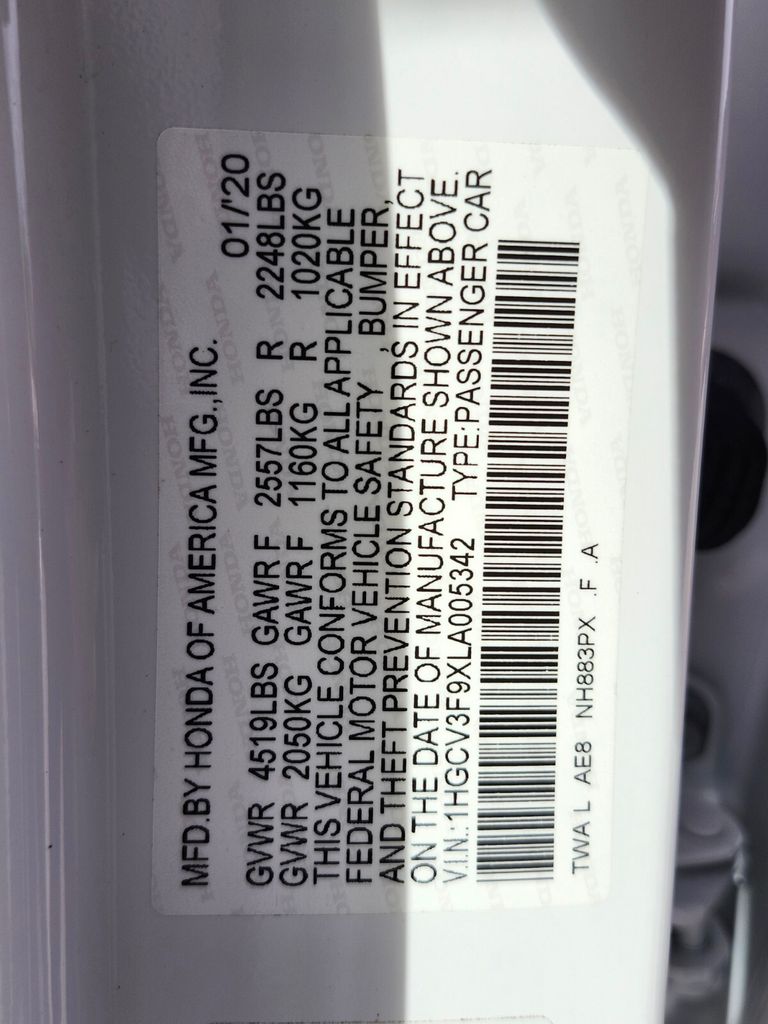 MFD.BY HONDA OF AMERICA MFG.,INC. 01/'20
GVWR 4519LBS GAWR F 2557LBS R 2248LBS
GVWR 2050KG GAWR F 1160KG R 1020KG
THIS VEHICLE CONFORMS TO ALL APPLICABLE
FEDERAL MOTOR VEHICLE SAFETY , BUMPER,
AND THEFT PREVENTION STANDARDS IN EFFECT
ON THE DATE OF MANUFACTURE SHOWN ABOVE.
V.I.N.:1HGCV3F9XLA005342 TYPE:PASSENGER CAR
TWA L AE8 NH883PX .F .A